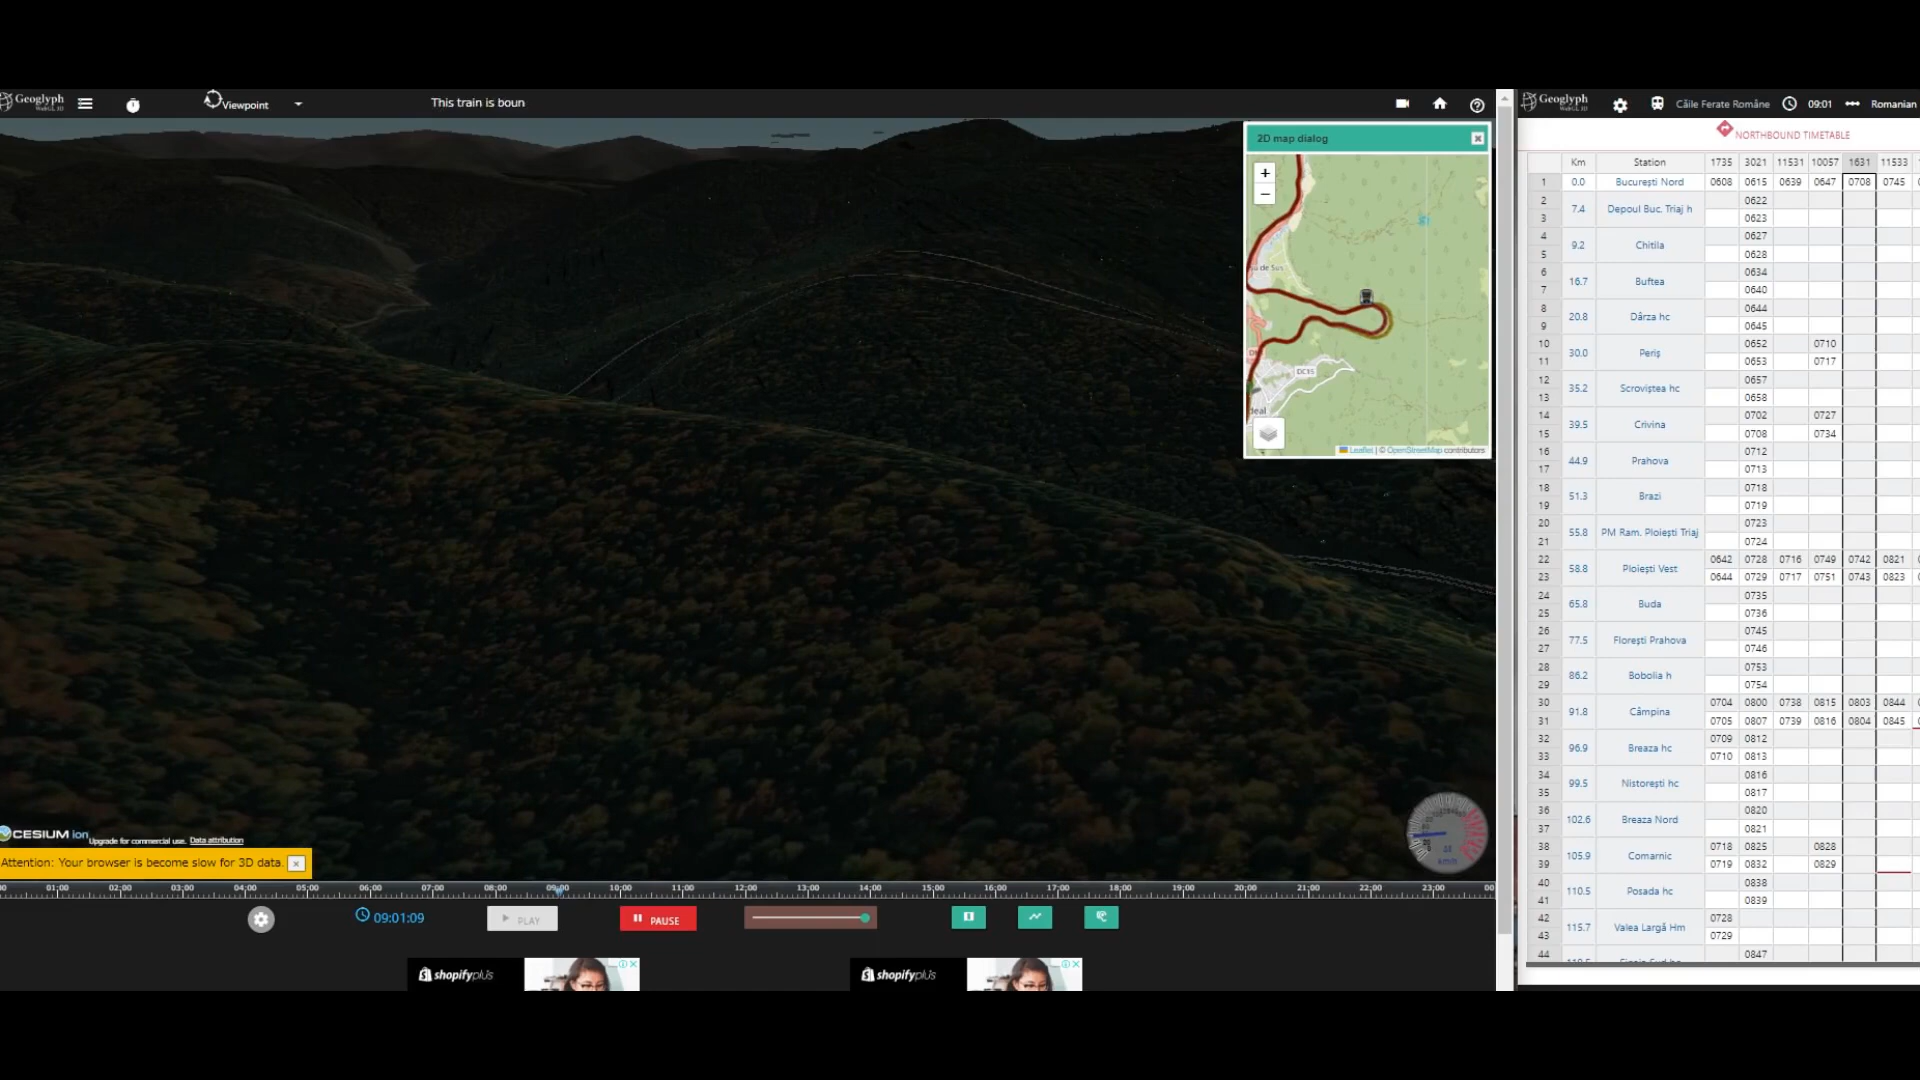 Geoglyph
Viewpoint
This train is boun
2D map dialog
+
−
DC15
deal
Leaflet | © OpenStreetMap contributors
CESIUM ion
Upgrade for commercial use. Data attribution
Attention: Your browser is become slow for 3D data.
01:00 02:00 03:00 04:00 05:00 06:00 07:00 08:00 09:00 10:00 11:00 12:00 13:00 14:00 15:00 16:00 17:00 18:00 19:00 20:00 21:00 22:00 23:00 00
09:01:09
PLAY
PAUSE
shopifyplus
shopifyplus
Geoglyph
Căile Ferate Române 09:01 Romanian
NORTHBOUND TIMETABLE
Km Station 1735 3021 11531 10057 1631 11533
1 0.0 București Nord 0608 0615 0639 0647 0708 0745
2 0622
7.4 Depoul Buc. Triaj h
3 0623
4 0627
9.2 Chitila
5 0628
6 0634
16.7 Buftea
7 0640
8 0644
20.8 Dârza hc
9 0645
10 0652 0710
30.0 Periș
11 0653 0717
12 0657
35.2 Scroviștea hc
13 0658
14 0702 0727
39.5 Crivina
15 0708 0734
16 0712
44.9 Prahova
17 0713
18 0718
51.3 Brazi
19 0719
20 0723
55.8 PM Ram. Ploiești Triaj
21 0724
22 0642 0728 0716 0749 0742 0821
58.8 Ploiești Vest
23 0644 0729 0717 0751 0743 0823
24 0735
65.8 Buda
25 0736
26 0745
77.5 Florești Prahova
27 0746
28 0753
86.2 Bobolia h
29 0754
30 0704 0800 0738 0815 0803 0844
91.8 Câmpina
31 0705 0807 0739 0816 0804 0845
32 0709 0812
96.9 Breaza hc
33 0710 0813
34 0816
99.5 Nistorești hc
35 0817
36 0820
102.6 Breaza Nord
37 0821
38 0718 0825 0828
105.9 Comarnic
39 0719 0832 0829
40 0838
110.5 Posada hc
41 0839
42 0728
115.7 Valea Largă Hm
43 0729
44 0847